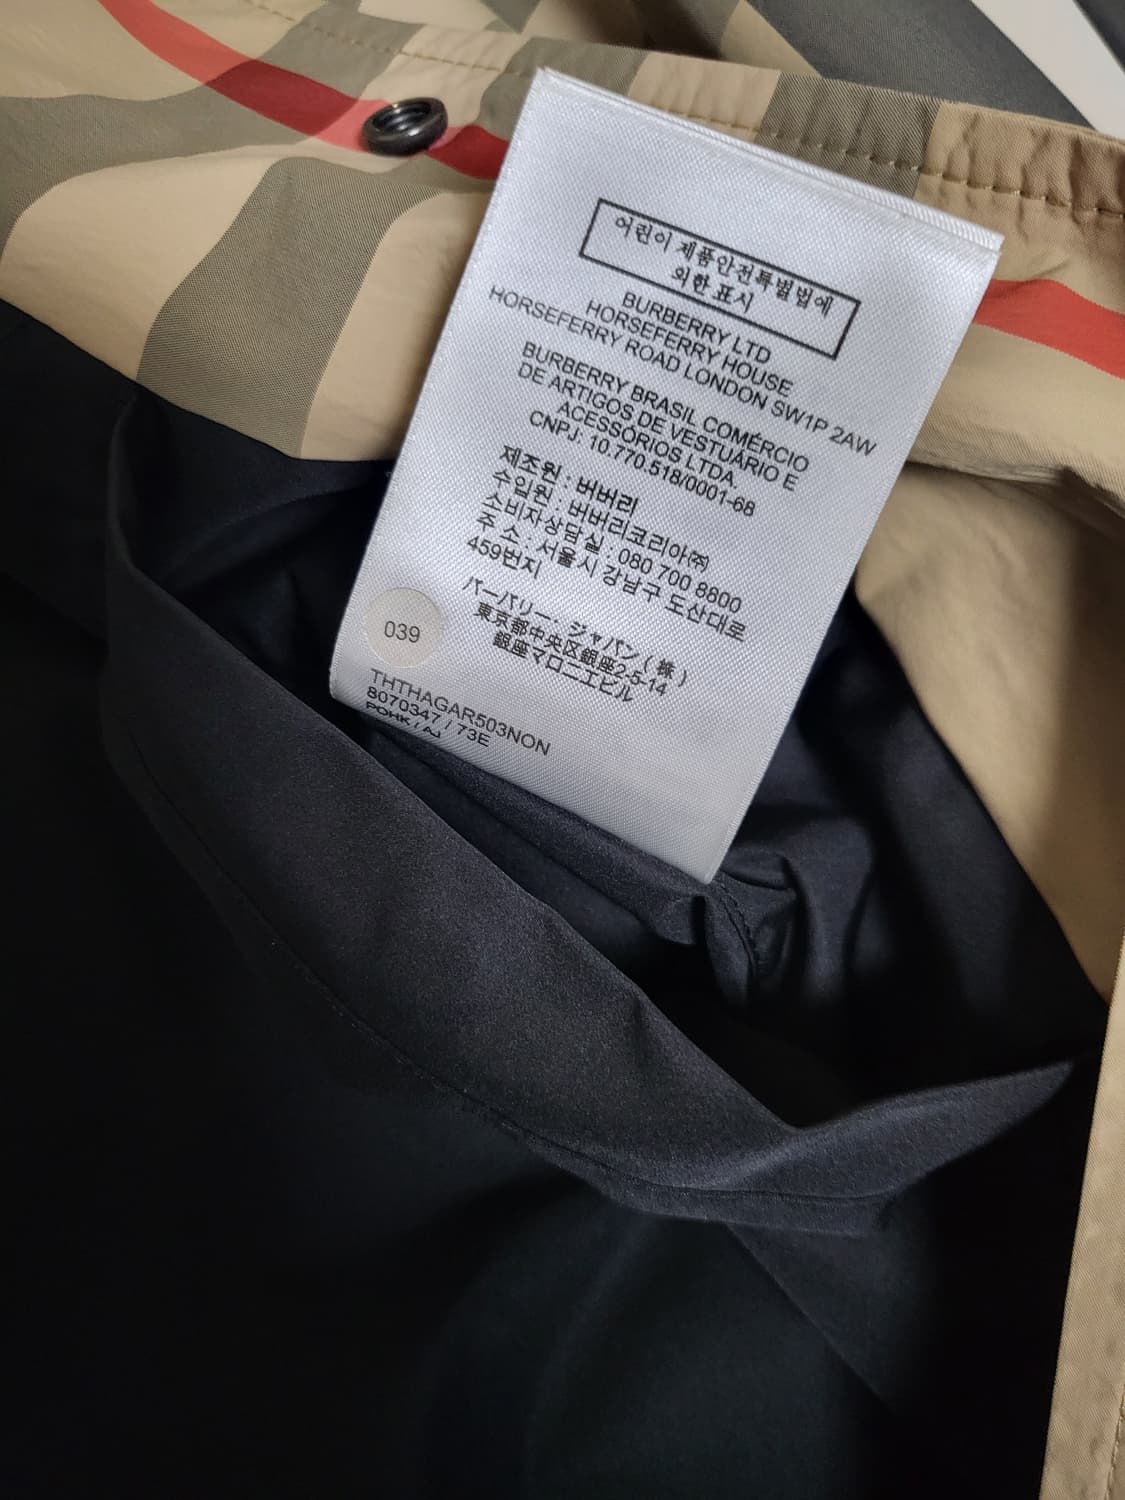 어린이 제품안전특별법에
의한 표시
BURBERRY LTD
HORSEFERRY HOUSE
HORSEFERRY ROAD LONDON SW1P 2AW
BURBERRY BRASIL COMÉRCIO
DE ARTIGOS DE VESTUÁRIO E
ACESSÓRIOS LTDA.
CNPJ: 10.770.518/0001-68
제조원 : 버버리
수입원 : 버버리코리아㈜
소비자상담실 : 080 700 8800
주 소 : 서울시 강남구 도산대로
459번지
バーバリー．ジャパン ( 株 )
東京都中央区銀座2-5-14
銀座マロニエビル
039
THTHAGAR503NON
8070347 / 73E
POHK / AJ